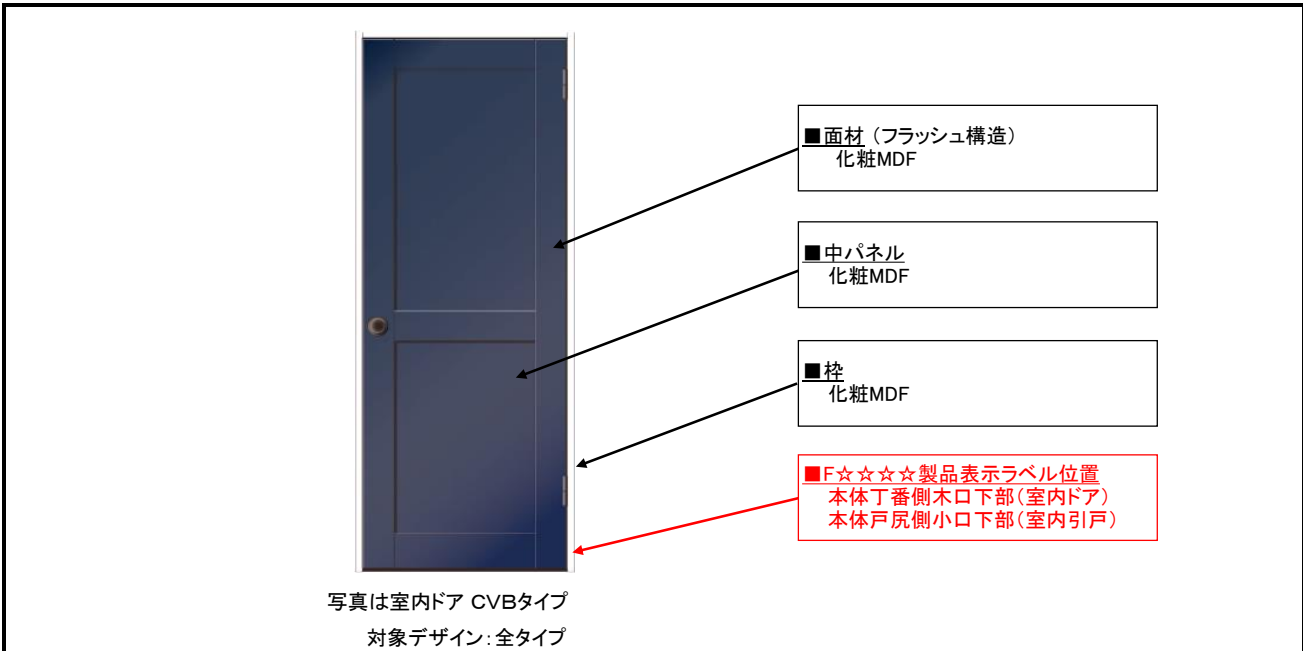 ■面材 (フラッシュ構造)
化粧MDF
■中パネル
化粧MDF
■枠
化粧MDF
■F☆☆☆☆製品表示ラベル位置
本体丁番側木口下部(室内ドア)
本体戸尻側小口下部(室内引戸)
写真は室内ドア CVBタイプ
対象デザイン:全タイプ